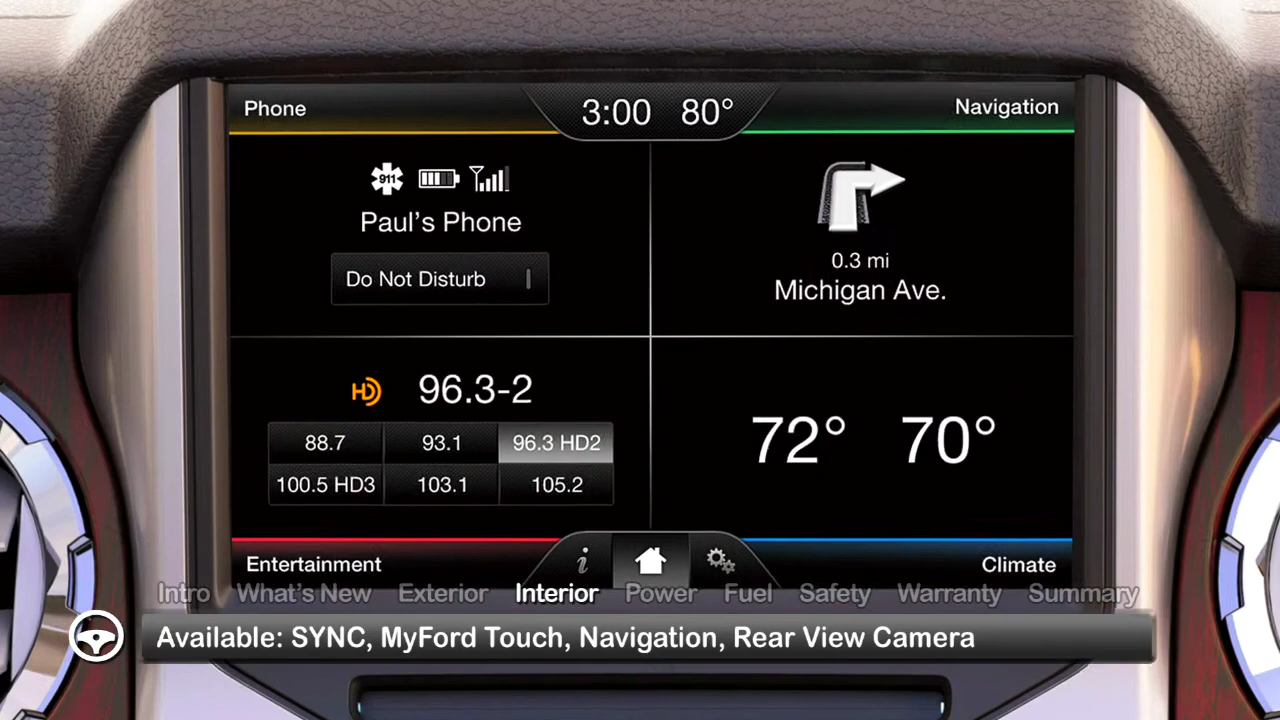 Phone
3:00 80°
Navigation
911
Paul's Phone
Do Not Disturb
0.3 mi
Michigan Ave.
HD 96.3-2
88.7 93.1 96.3 HD2
100.5 HD3 103.1 105.2
72° 70°
Entertainment
i
Climate
Intro What's New Exterior Interior Power Fuel Safety Warranty Summary
Available: SYNC, MyFord Touch, Navigation, Rear View Camera